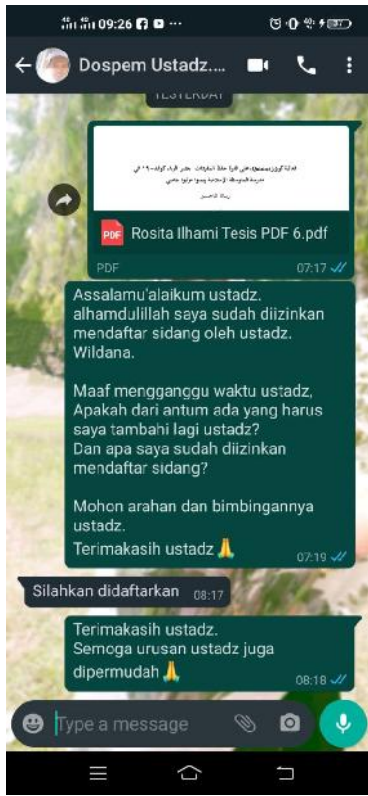 09:26
Dospem Ustadz....
YESTERDAY
رسالة الماجستير
PDF
Rosita Ilhami Tesis PDF 6.pdf
PDF 07:17
Assalamu'alaikum ustadz.
alhamdulillah saya sudah diizinkan
mendaftar sidang oleh ustadz.
Wildana.
Maaf mengganggu waktu ustadz,
Apakah dari antum ada yang harus
saya tambahi lagi ustadz?
Dan apa saya sudah diizinkan
mendaftar sidang?
Mohon arahan dan bimbingannya
ustadz.
Terimakasih ustadz🙏 07:19
Silahkan didaftarkan 08:17
Terimakasih ustadz.
Semoga urusan ustadz juga
dipermudah🙏 08:18
Type a message